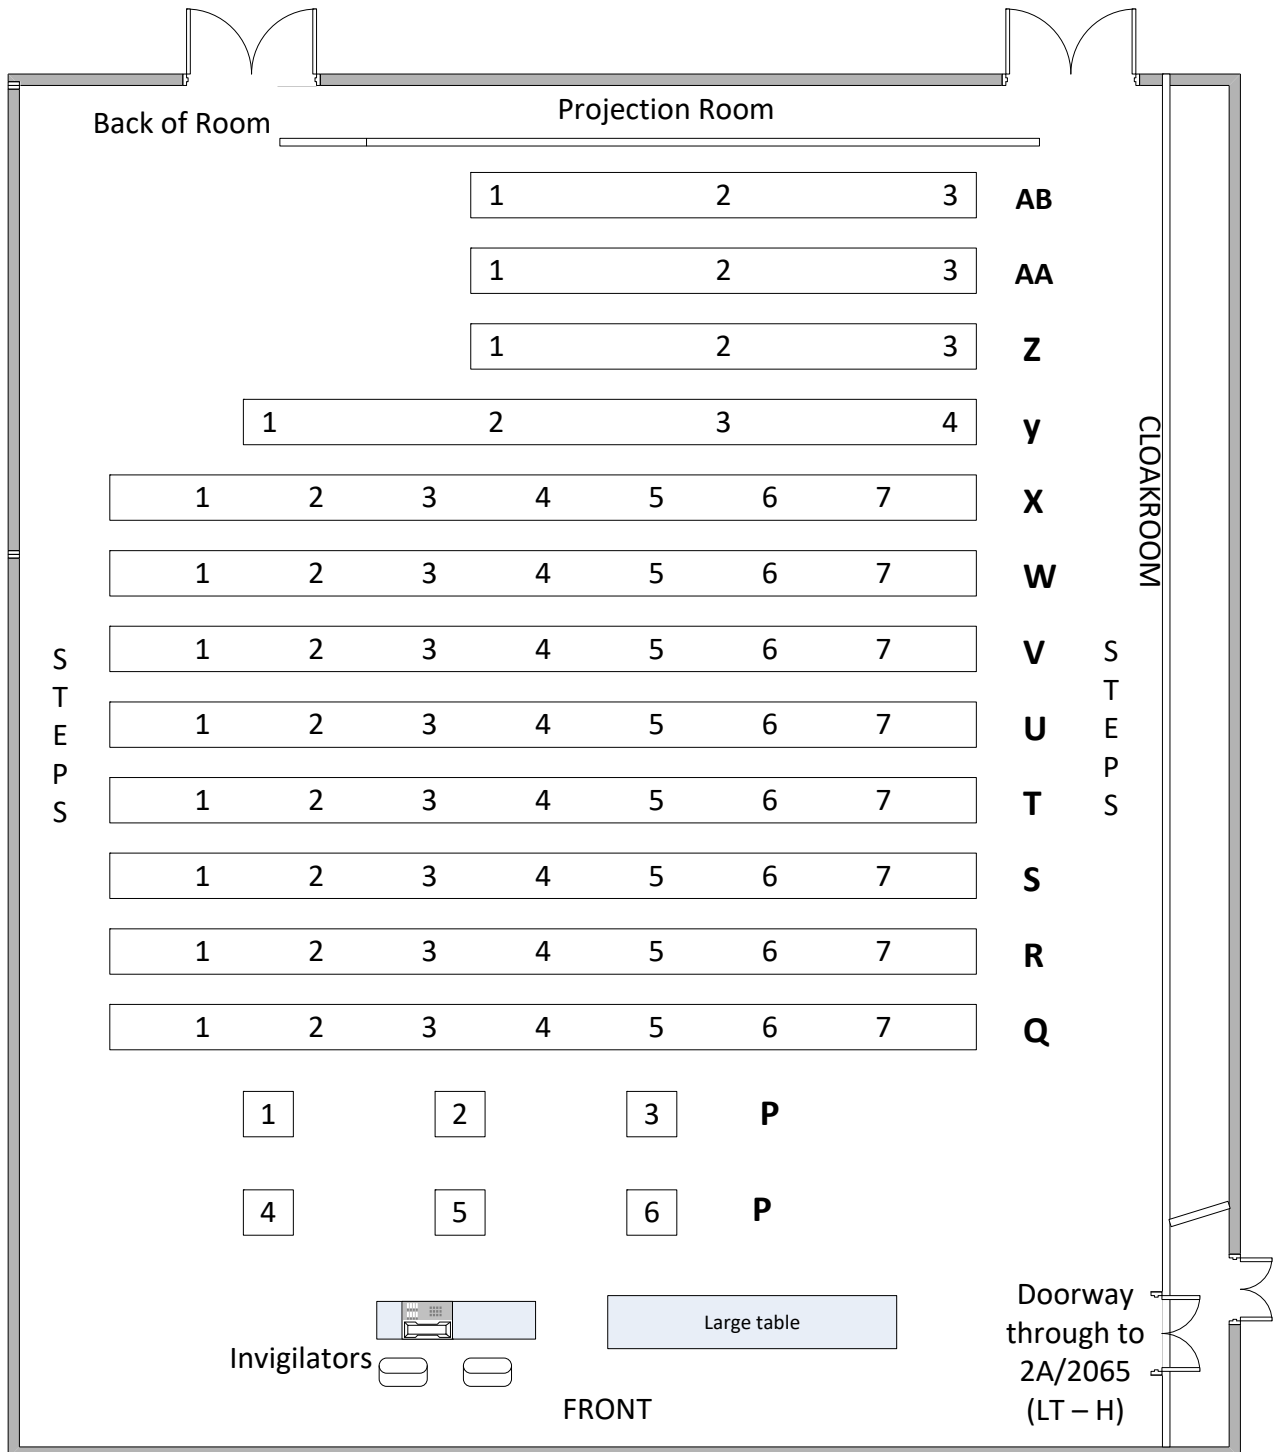 Back of Room
Projection Room
1 2 3 AB
1 2 3 AA
1 2 3 Z
1 2 3 4 y
1 2 3 4 5 6 7 X
1 2 3 4 5 6 7 W
1 2 3 4 5 6 7 V
1 2 3 4 5 6 7 U
1 2 3 4 5 6 7 T
1 2 3 4 5 6 7 S
1 2 3 4 5 6 7 R
1 2 3 4 5 6 7 Q
1 2 3 P
4 5 6 P
CLOAKROOM
S
T
E
P
S
S
T
E
P
S
Large table
Invigilators
FRONT
Doorway
through to
2A/2065
(LT – H)